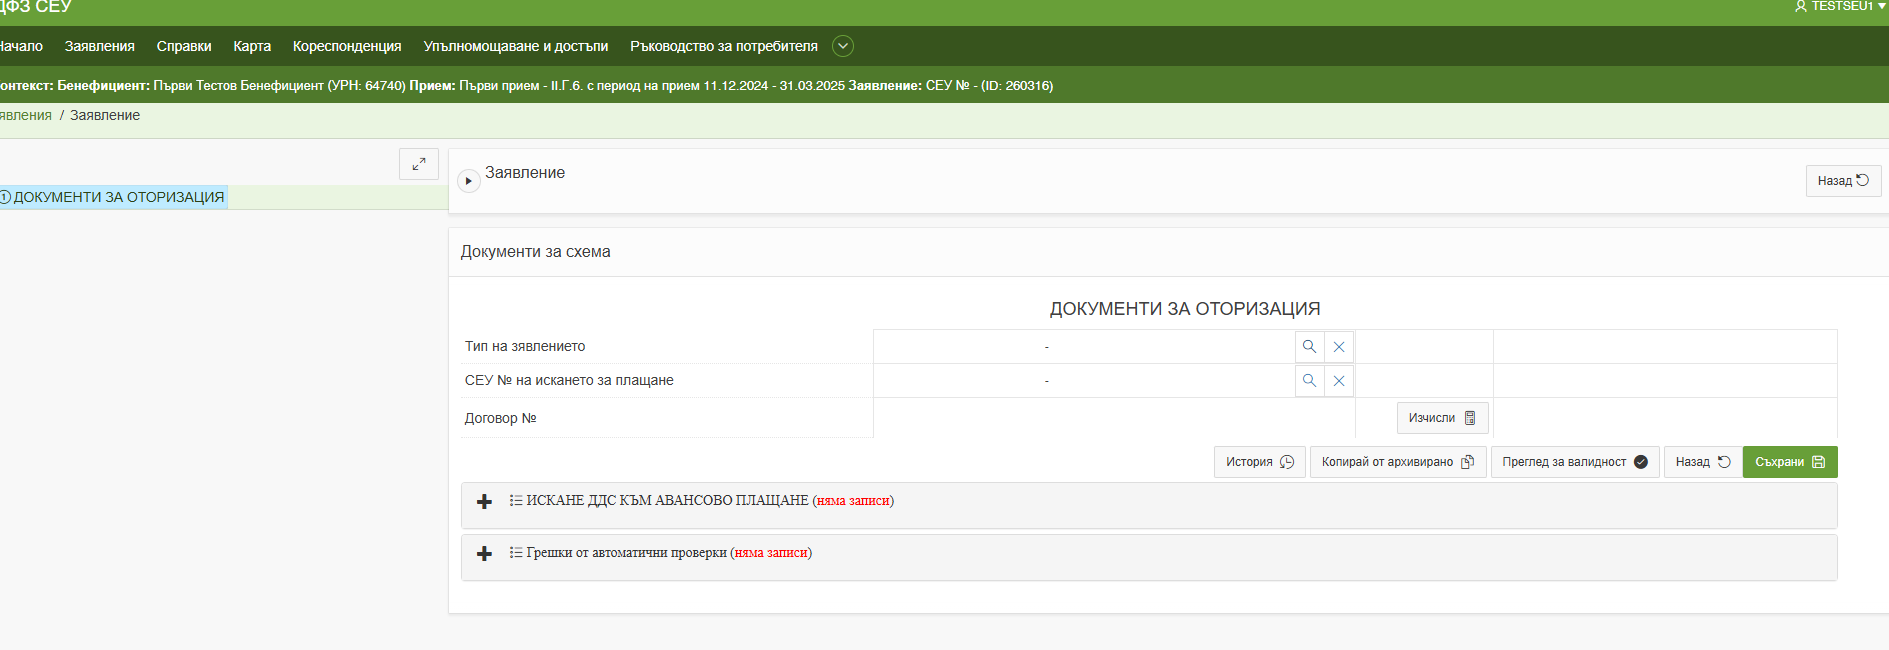 ДФЗ СЕУ
TESTSEU1
Начало Заявления Справки Карта Кореспонденция Упълномощаване и достъпи Ръководство за потребителя
онтекст: Бенефициент: Първи Тестов Бенефициент (УРН: 64740) Прием: Първи прием - II.Г.6. с период на прием 11.12.2024 - 31.03.2025 Заявление: СЕУ № - (ID: 260316)
явления / Заявление
Заявление
Назад
1 ДОКУМЕНТИ ЗА ОТОРИЗАЦИЯ
Документи за схема
ДОКУМЕНТИ ЗА ОТОРИЗАЦИЯ
Тип на зявлението -
СЕУ № на искането за плащане -
Договор № Изчисли
История Копирай от архивирано Преглед за валидност Назад Съхрани
ИСКАНЕ ДДС КЪМ АВАНСОВО ПЛАЩАНЕ (няма записи)
Грешки от автоматични проверки (няма записи)